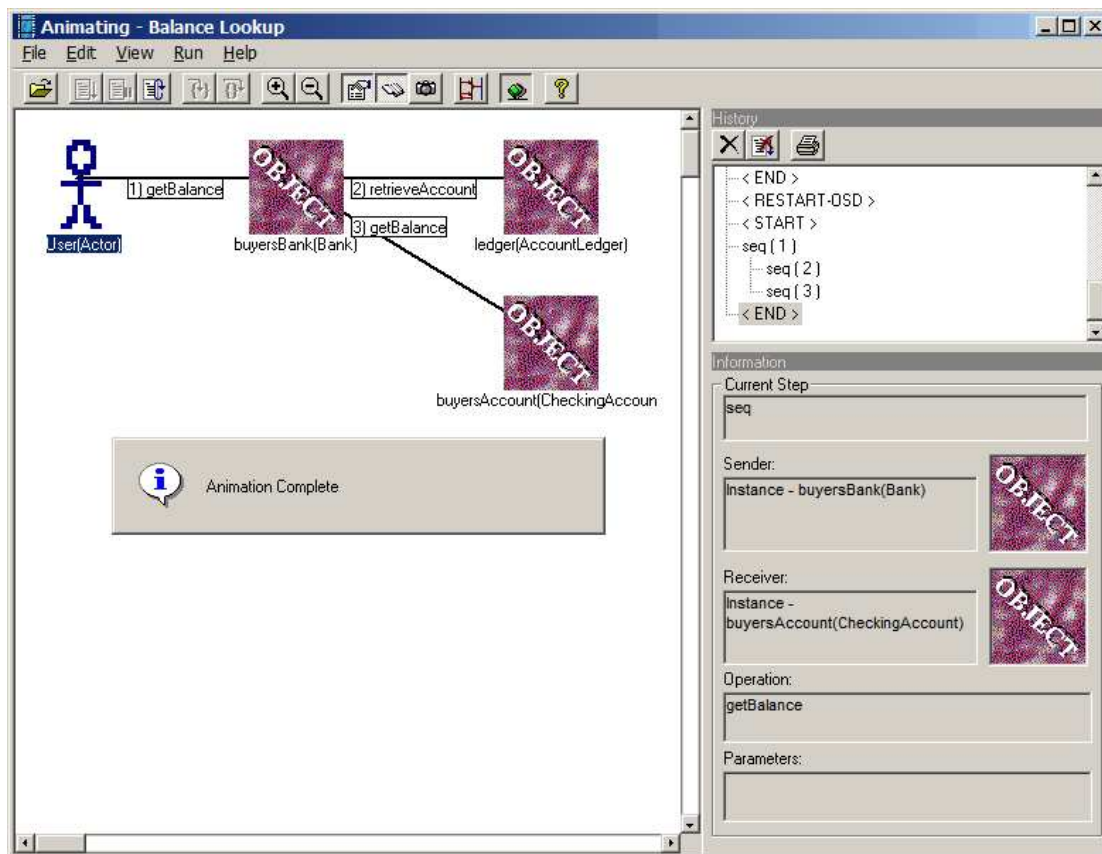 Animating - Balance Lookup
File Edit View Run Help
OBJECT
OBJECT
1) getBalance
2) retrieveAccount
3) getBalance
User(Actor)
buyersBank(Bank)
ledger(AccountLedger)
OBJECT
buyersAccount(CheckingAccoun
Animation Complete
History
< END >
< RESTART-OSD >
< START >
seq ( 1 )
seq ( 2 )
seq ( 3 )
< END >
Information
Current Step
seq
Sender:
Instance - buyersBank(Bank)
OBJECT
Receiver:
Instance -
buyersAccount(CheckingAccount)
OBJECT
Operation:
getBalance
Parameters: